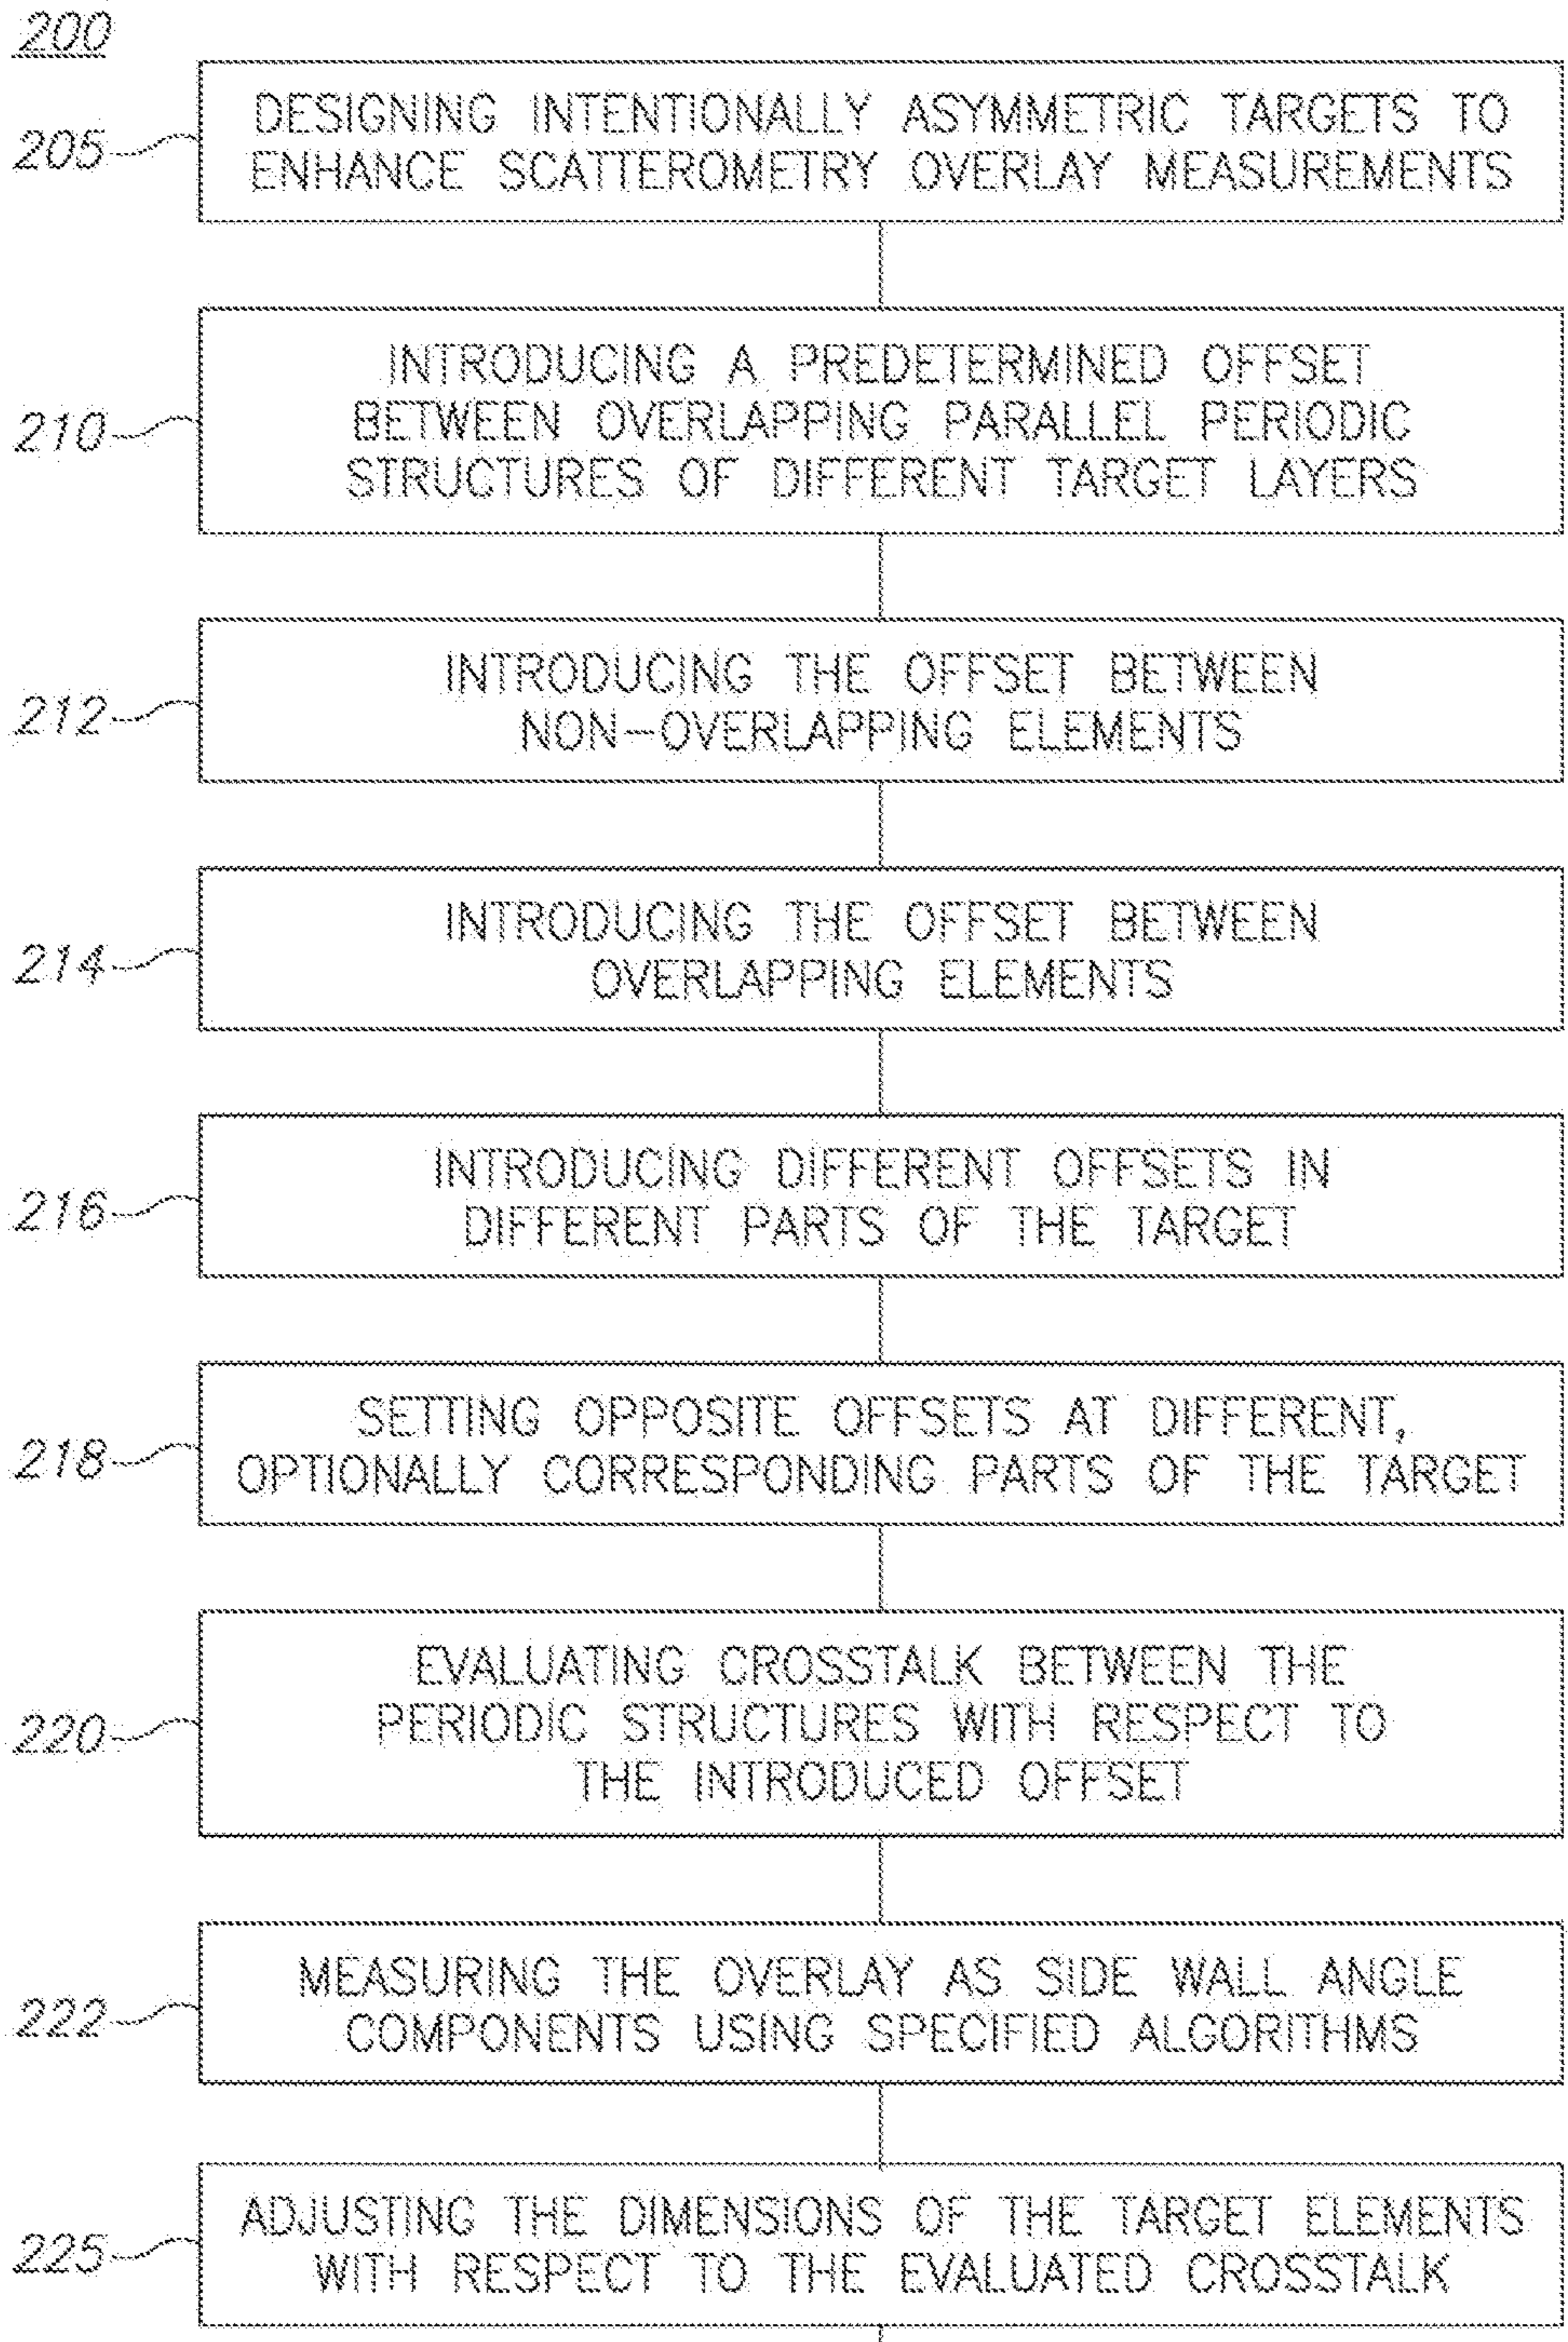 200
205
DESIGNING INTENTIONALLY ASYMMETRIC TARGETS TO
ENHANCE SCATTEROMETRY OVERLAY MEASUREMENTS
210
INTRODUCING A PREDETERMINED OFFSET
BETWEEN OVERLAPPING PARALLEL PERIODIC
STRUCTURES OF DIFFERENT TARGET LAYERS
212
INTRODUCING THE OFFSET BETWEEN
NON-OVERLAPPING ELEMENTS
214
INTRODUCING THE OFFSET BETWEEN
OVERLAPPING ELEMENTS
216
INTRODUCING DIFFERENT OFFSETS IN
DIFFERENT PARTS OF THE TARGET
218
SETTING OPPOSITE OFFSETS AT DIFFERENT,
OPTIONALLY CORRESPONDING PARTS OF THE TARGET
220
EVALUATING CROSSTALK BETWEEN THE
PERIODIC STRUCTURES WITH RESPECT TO
THE INTRODUCED OFFSET
222
MEASURING THE OVERLAY AS SIDE WALL ANGLE
COMPONENTS USING SPECIFIED ALGORITHMS
225
ADJUSTING THE DIMENSIONS OF THE TARGET ELEMENTS
WITH RESPECT TO THE EVALUATED CROSSTALK